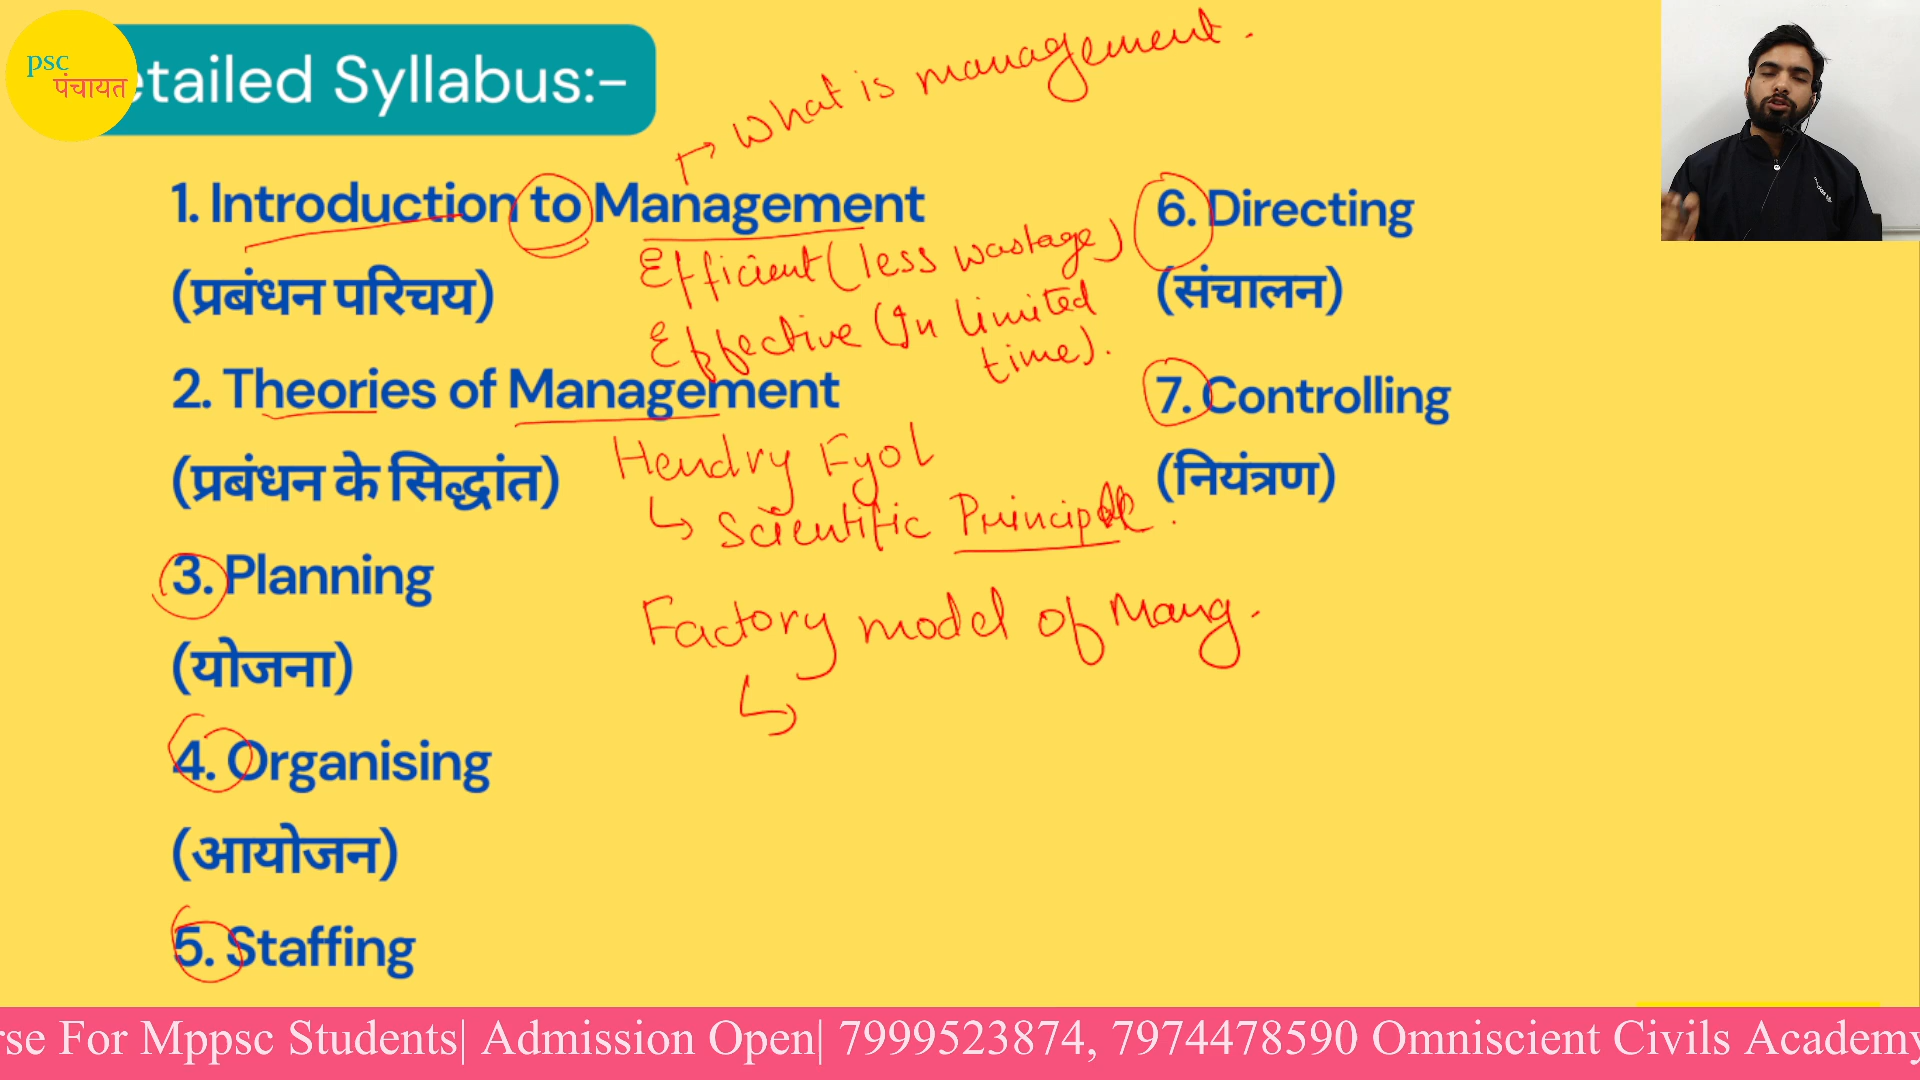 psc
पंचायत
etailed Syllabus:-
What is management.
1. Introduction to Management
(प्रबंधन परिचय)
Efficient (less wastage)
Effective (In limited
time).
2. Theories of Management
(प्रबंधन के सिद्धांत)
Hendry Fyol
Scientific Principle.
3. Planning
(योजना)
Factory model of Mang.
4. Organising
(आयोजन)
5. Staffing
6. Directing
(संचालन)
7. Controlling
(नियंत्रण)
rse For Mppsc Students| Admission Open| 7999523874, 7974478590 Omniscient Civils Academy